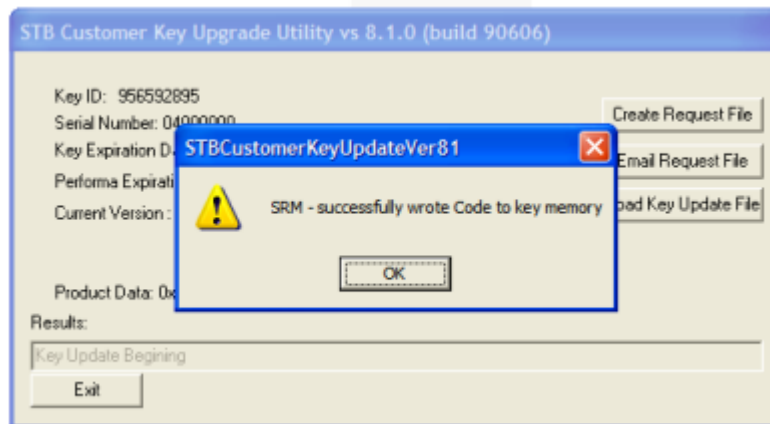 STB Customer Key Upgrade Utility vs 8.1.0 (build 90606)
Key ID: 956592895
Serial Number: 04000000
Create Request File
Key Expiration D
STBCustomerKeyUpdateVer81
Email Request File
Performa Expirati
SRM - successfully wrote Code to key memory
oad Key Update File
Current Version :
OK
Product Data: 0x
Results:
Key Update Begining
Exit